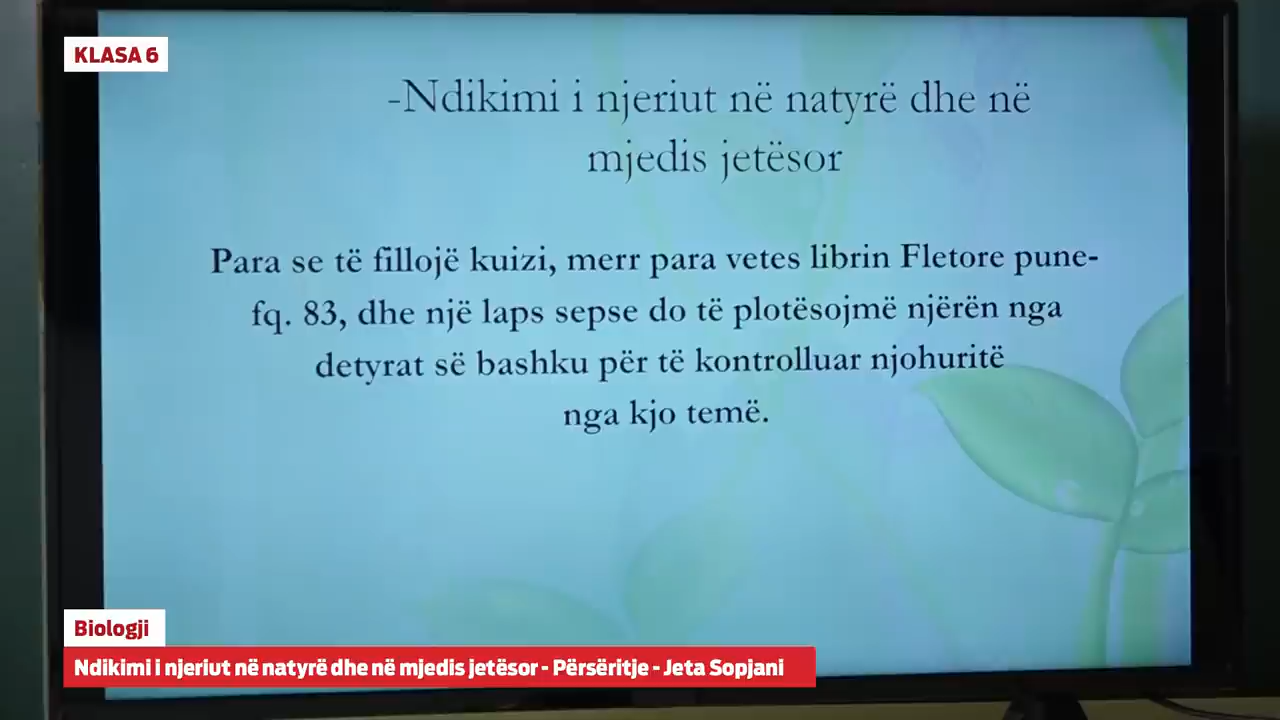 KLASA 6
-Ndikimi i njeriut në natyrë dhe në
mjedis jetësor
Para se të fillojë kuizi, merr para vetes librin Fletore pune-
fq. 83, dhe një laps sepse do të plotësojmë njërën nga
detyrat së bashku për të kontrolluar njohuritë
nga kjo temë.
Biologji
Ndikimi i njeriut në natyrë dhe në mjedis jetësor - Përsëritje - Jeta Sopjani